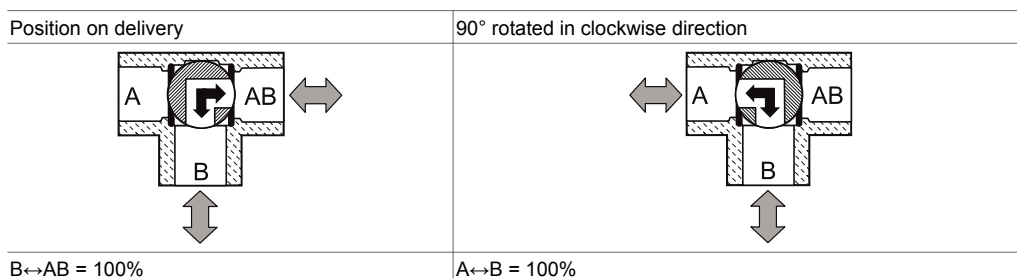 Position on delivery
90° rotated in clockwise direction
A
AB
B
A
AB
B
B↔AB = 100%
A↔B = 100%